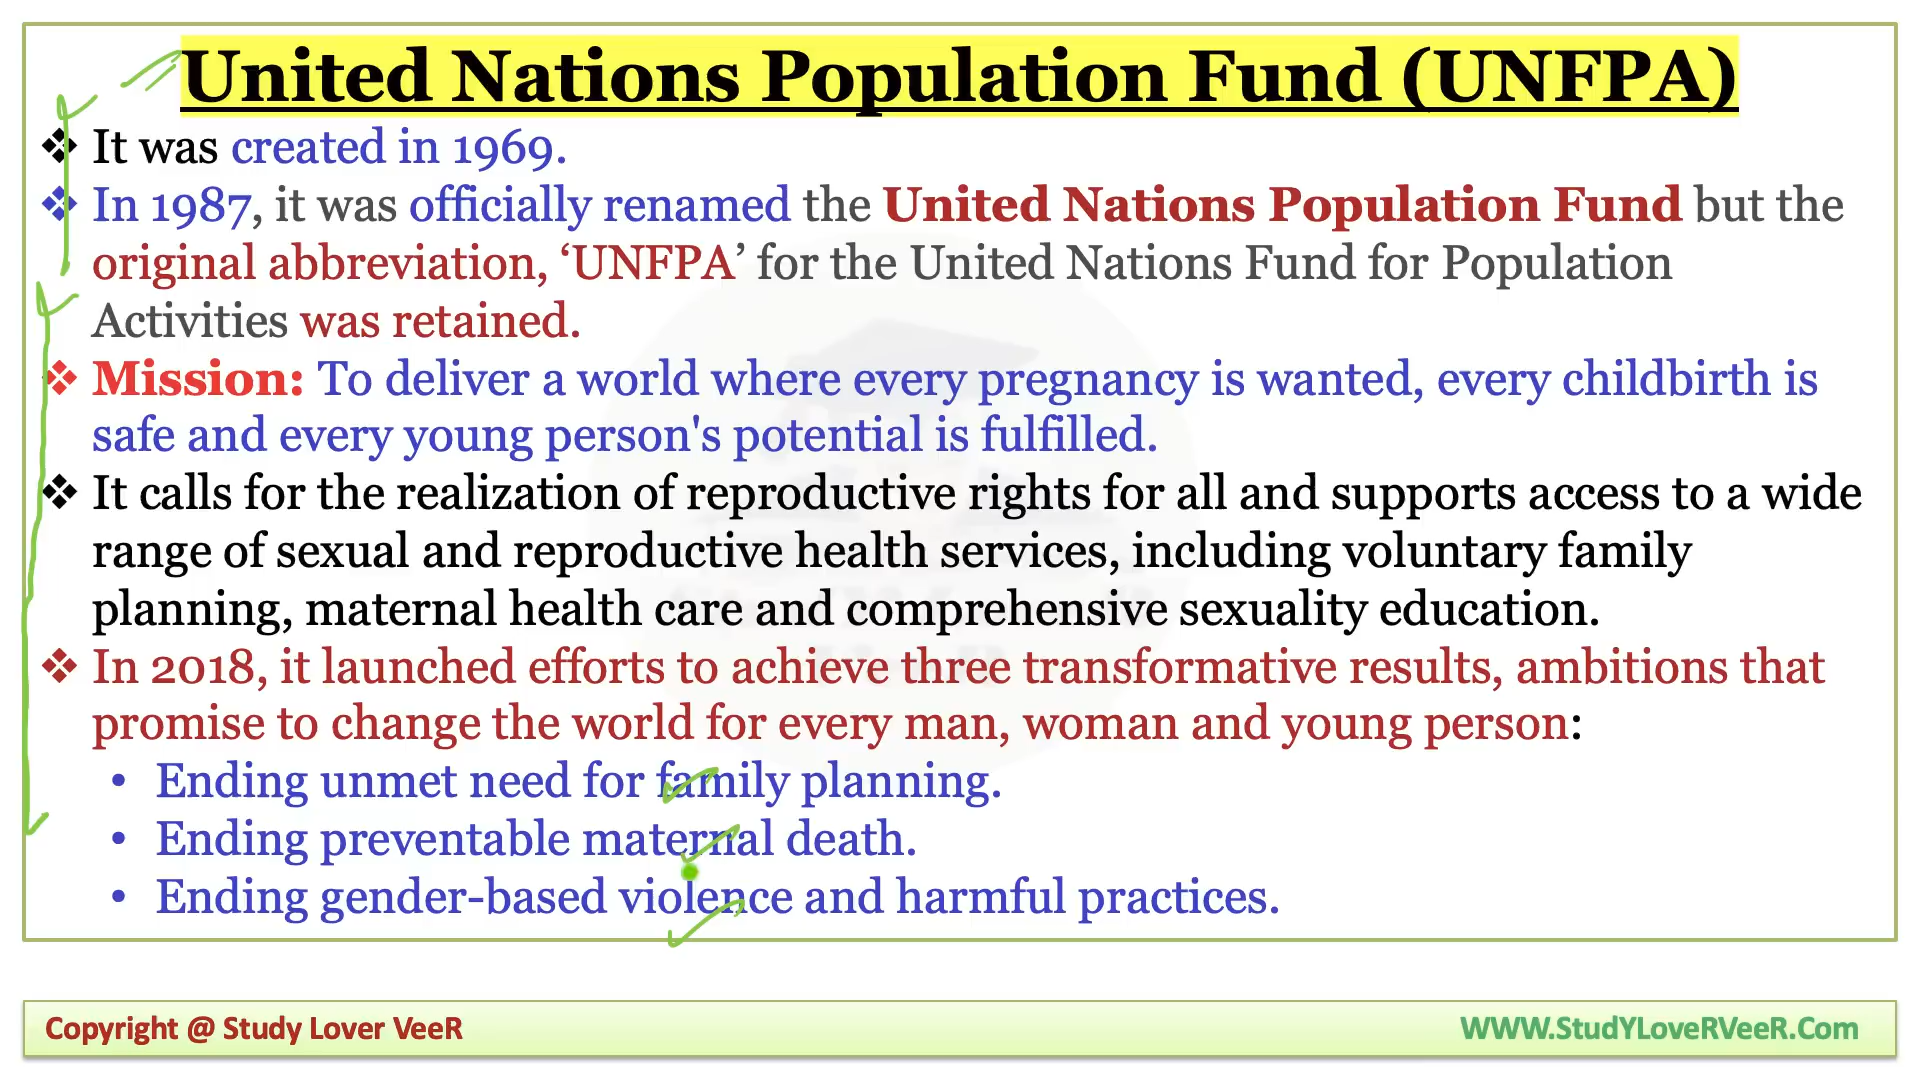 United Nations Population Fund (UNFPA)
❖ It was created in 1969.
❖ In 1987, it was officially renamed the United Nations Population Fund but the
original abbreviation, ‘UNFPA’ for the United Nations Fund for Population
Activities was retained.
❖ Mission: To deliver a world where every pregnancy is wanted, every childbirth is
safe and every young person's potential is fulfilled.
❖ It calls for the realization of reproductive rights for all and supports access to a wide
range of sexual and reproductive health services, including voluntary family
planning, maternal health care and comprehensive sexuality education.
❖ In 2018, it launched efforts to achieve three transformative results, ambitions that
promise to change the world for every man, woman and young person:
• Ending unmet need for family planning.
• Ending preventable maternal death.
• Ending gender-based violence and harmful practices.
Copyright @ Study Lover VeeR
WWW.StudYLoveRVeeR.Com